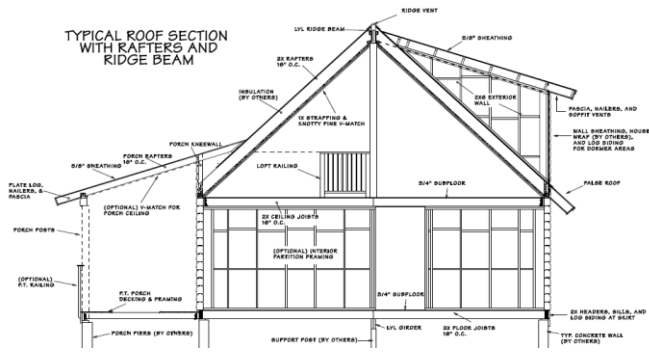 RIDGE VENT
TYPICAL ROOF SECTION
WITH RAFTERS AND
RIDGE BEAM
LVL RIDGE BEAM
5/8" SHEATHING
2X RAFTERS
16" O.C.
INSULATION
(BY OTHERS)
2X6 EXTERIOR
WALL
1X STRAPPING &
KNOTTY PINE V-MATCH
FASCIA, NAILERS, AND
SOFFIT VENTS
WALL SHEATHING, HOUSE
WRAP (BY OTHERS),
AND LOG SIDING
FOR DORMER AREAS
PORCH KNEEWALL
PORCH RAFTERS
16" O.C.
5/8" SHEATHING
LOFT RAILING
3/4" SUBFLOOR
FALSE ROOF
PLATE LOG,
NAILERS, &
FASCIA
(OPTIONAL) V-MATCH FOR
PORCH CEILING
2X CEILING JOISTS
16" O.C.
PORCH POSTS
(OPTIONAL) INTERIOR
PARTITION FRAMING
(OPTIONAL)
P.T. RAILING
P.T. PORCH
DECKING & FRAMING
3/4" SUBFLOOR
2X HEADERS, SILLS, AND
LOG SIDING AT SKIRT
PORCH PIERS (BY OTHERS)
SUPPORT POST (BY OTHERS)
LVL GIRDER
2X FLOOR JOISTS
16" O.C.
TYP. CONCRETE WALL
(BY OTHERS)